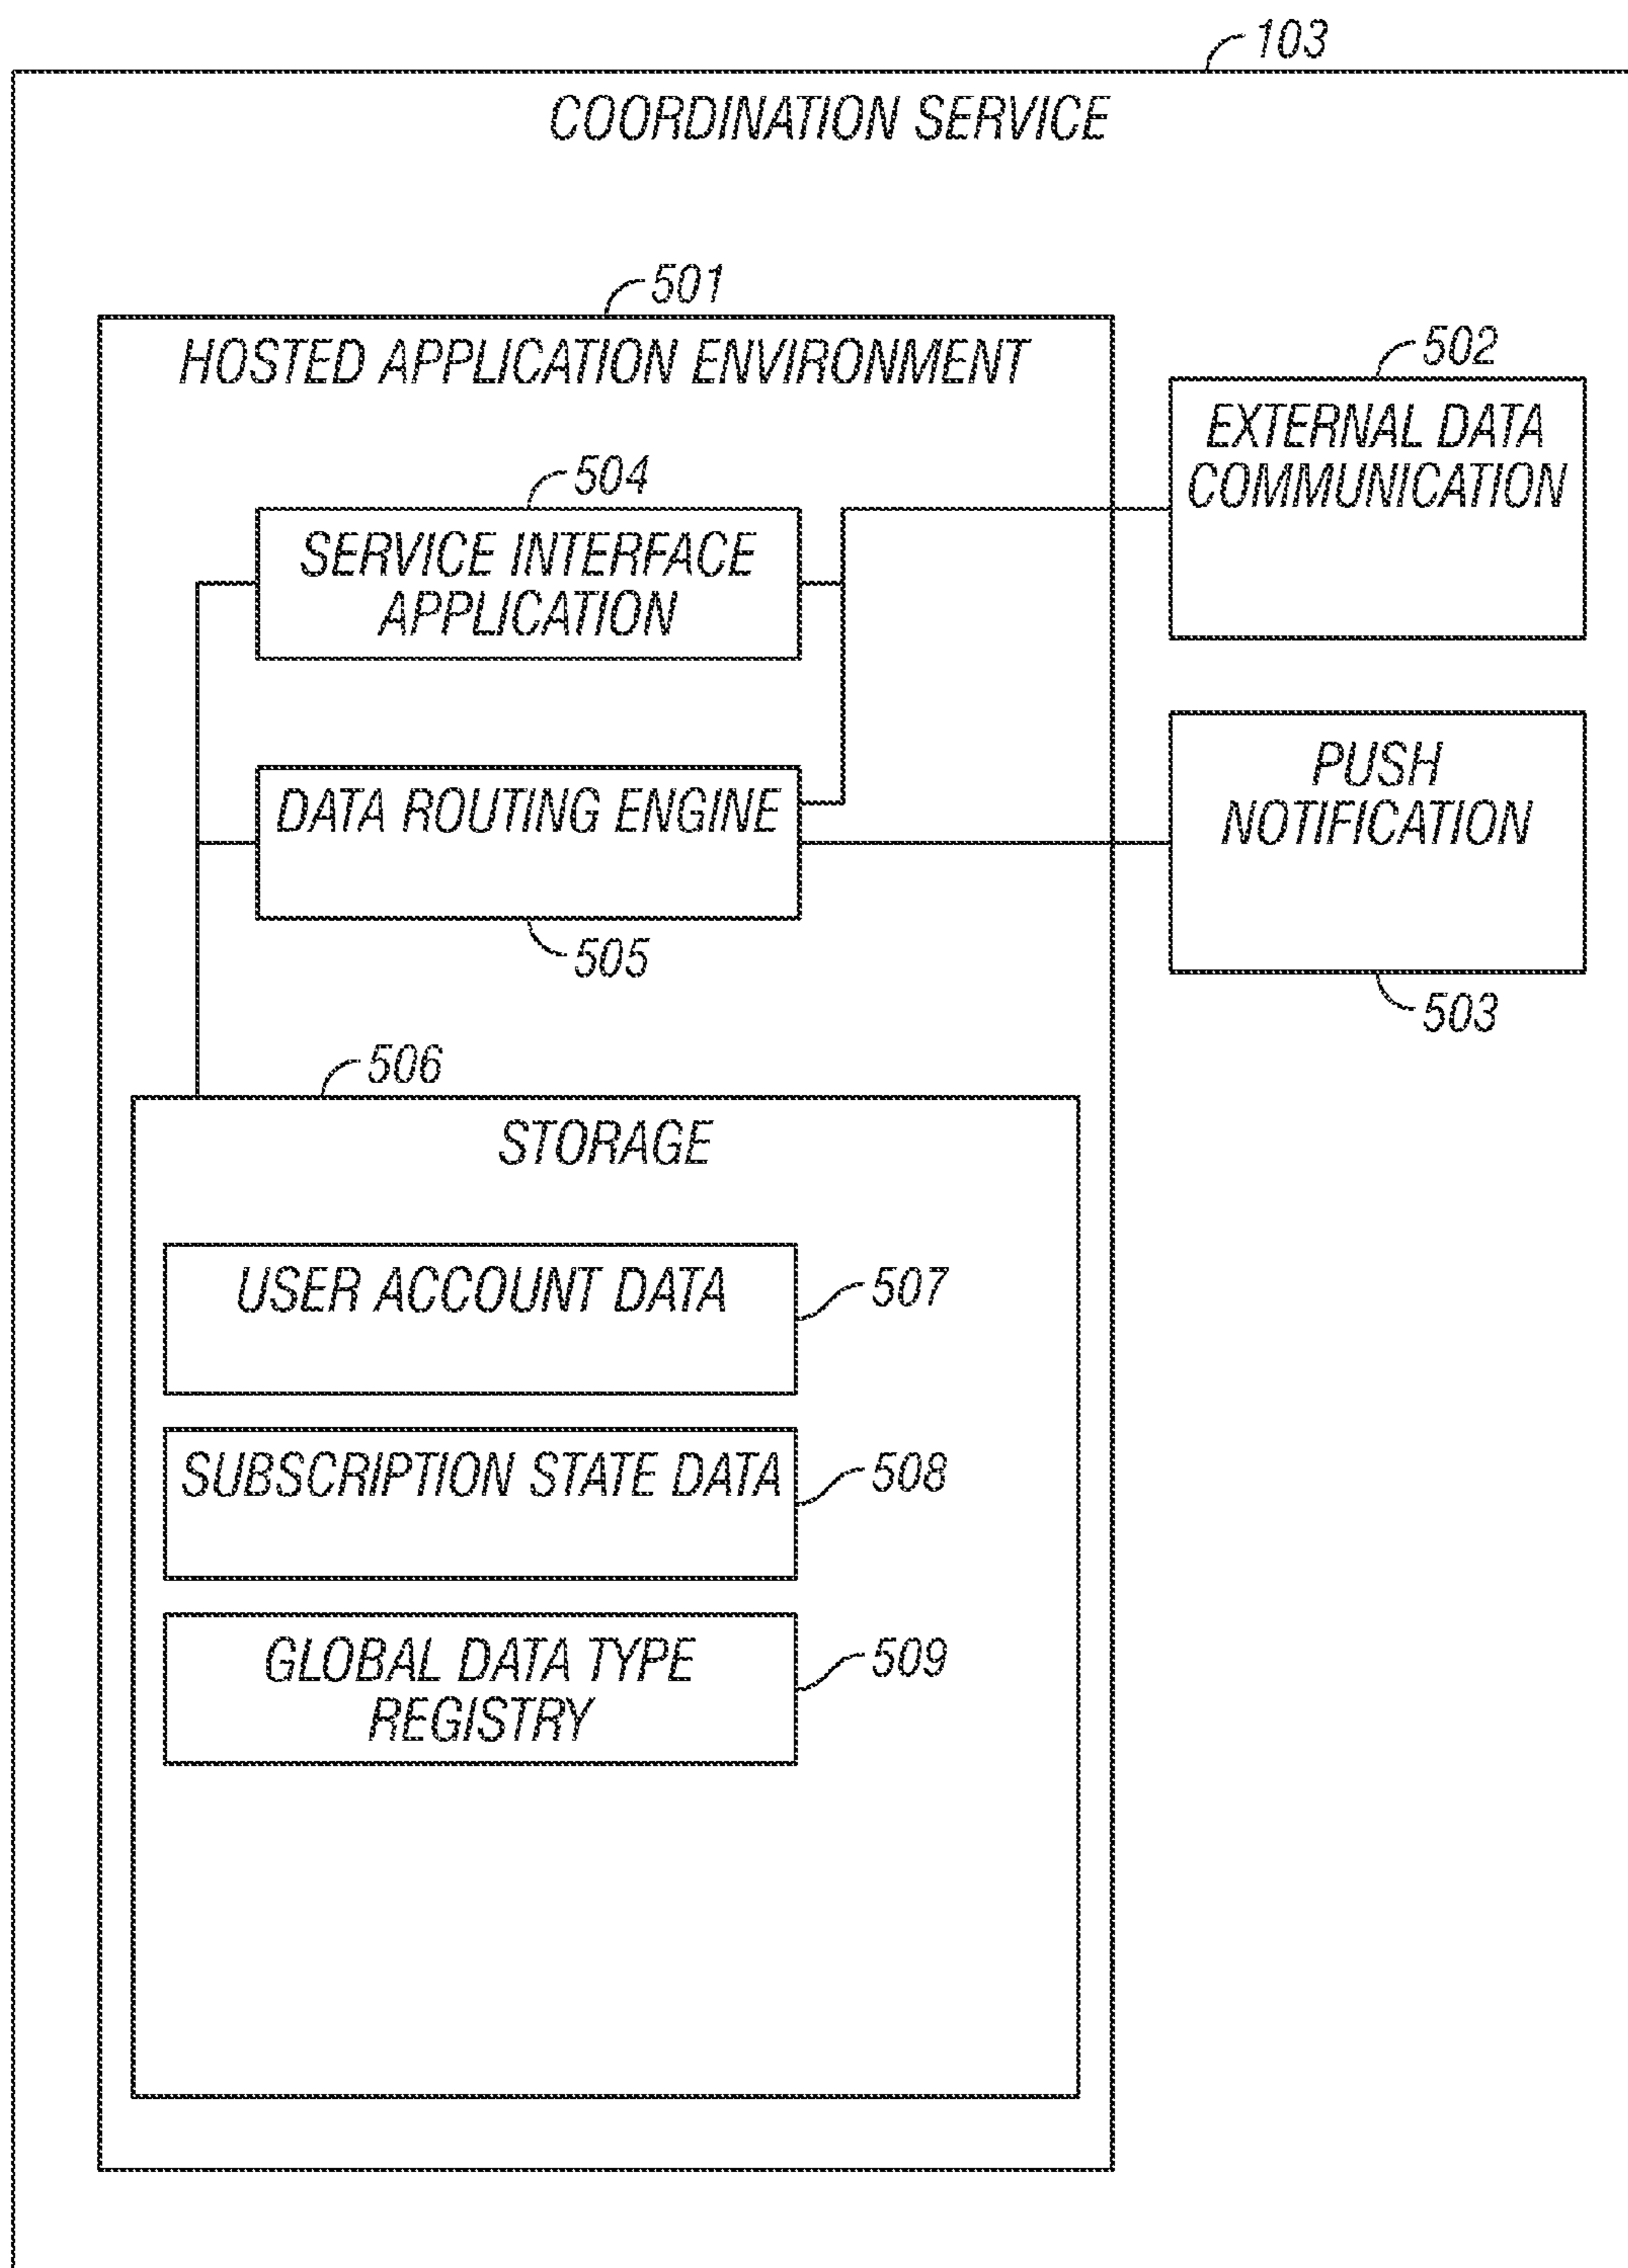 103
COORDINATION SERVICE
501
HOSTED APPLICATION ENVIRONMENT
502
EXTERNAL DATA
COMMUNICATION
504
SERVICE INTERFACE
APPLICATION
DATA ROUTING ENGINE
505
PUSH
NOTIFICATION
503
506
STORAGE
USER ACCOUNT DATA
507
SUBSCRIPTION STATE DATA
508
GLOBAL DATA TYPE
REGISTRY
509